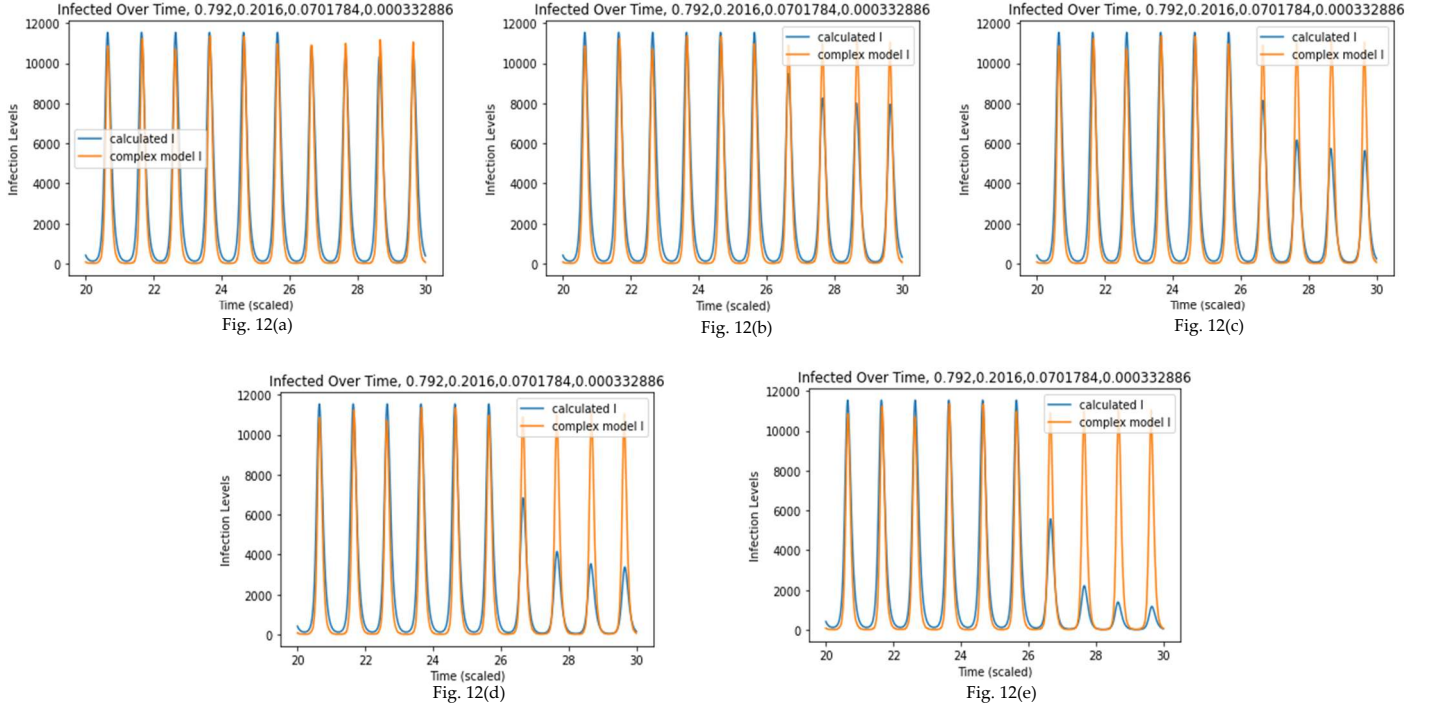 Infected Over Time, 0.792,0.2016,0.0701784,0.000332886
12000
10000
8000
6000
4000
2000
0
Infection Levels
calculated I
complex model I
20 22 24 26 28 30
Time (scaled)
Fig. 12(a)
Infected Over Time, 0.792,0.2016,0.0701784,0.000332886
12000
10000
8000
6000
4000
2000
0
Infection Levels
calculated I
complex model I
20 22 24 26 28 30
Time (scaled)
Fig. 12(b)
Infected Over Time, 0.792,0.2016,0.0701784,0.000332886
12000
10000
8000
6000
4000
2000
0
Infection Levels
calculated I
complex model I
20 22 24 26 28 30
Time (scaled)
Fig. 12(c)
Infected Over Time, 0.792,0.2016,0.0701784,0.000332886
12000
10000
8000
6000
4000
2000
0
Infection Levels
calculated I
complex model I
20 22 24 26 28 30
Time (scaled)
Fig. 12(d)
Infected Over Time, 0.792,0.2016,0.0701784,0.000332886
12000
10000
8000
6000
4000
2000
0
Infection Levels
calculated I
complex model I
20 22 24 26 28 30
Time (scaled)
Fig. 12(e)